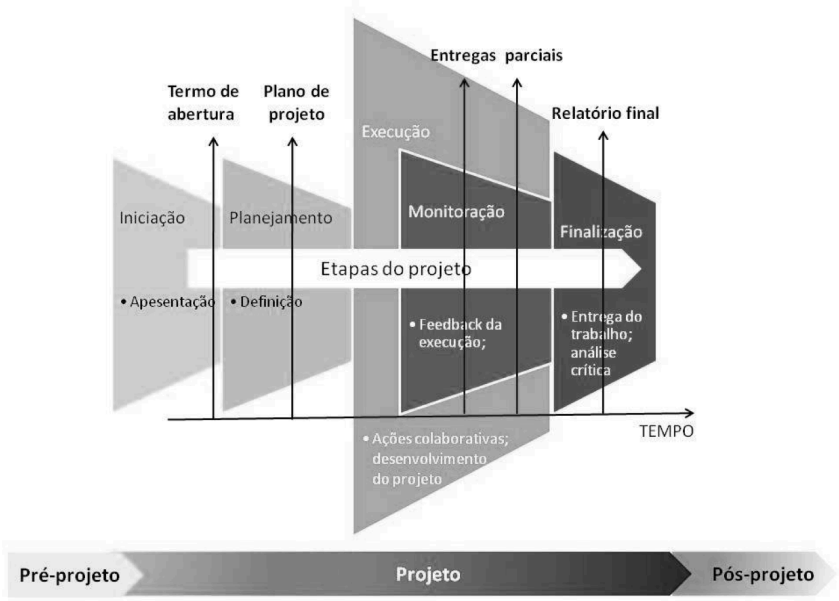 Entregas parciais
Termo de
abertura
Plano de
projeto
Relatório final
Execução
Iniciação
Planejamento
Monitoração
Finalização
Etapas do projeto
• Apesentação
• Definição
• Feedback da
execução;
• Entrega do
trabalho;
análise
crítica
TEMPO
• Ações colaborativas;
desenvolvimento
do projeto
Pré-projeto
Projeto
Pós-projeto